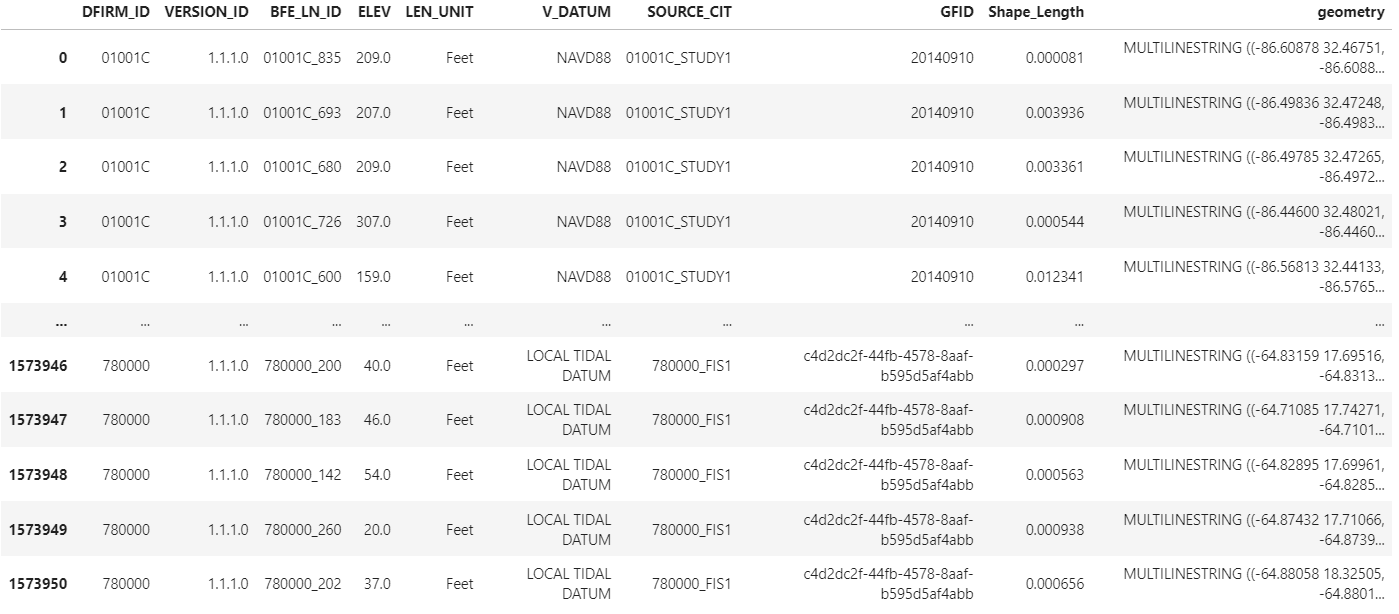 DFIRM_ID VERSION_ID BFE_LN_ID ELEV LEN_UNIT V_DATUM SOURCE_CIT GFID Shape_Length geometry
0 01001C 1.1.1.0 01001C_835 209.0 Feet NAVD88 01001C_STUDY1 20140910 0.000081 MULTILINESTRING ((-86.60878 32.46751,
-86.6088...
1 01001C 1.1.1.0 01001C_693 207.0 Feet NAVD88 01001C_STUDY1 20140910 0.003936 MULTILINESTRING ((-86.49836 32.47248,
-86.4983...
2 01001C 1.1.1.0 01001C_680 209.0 Feet NAVD88 01001C_STUDY1 20140910 0.003361 MULTILINESTRING ((-86.49785 32.47265,
-86.4972...
3 01001C 1.1.1.0 01001C_726 307.0 Feet NAVD88 01001C_STUDY1 20140910 0.000544 MULTILINESTRING ((-86.44600 32.48021,
-86.4460...
4 01001C 1.1.1.0 01001C_600 159.0 Feet NAVD88 01001C_STUDY1 20140910 0.012341 MULTILINESTRING ((-86.56813 32.44133,
-86.5765...
... ... ... ... ... ... ... ... ... ... ...
1573946 780000 1.1.1.0 780000_200 40.0 Feet LOCAL TIDAL DATUM 780000_FIS1 c4d2dc2f-44fb-4578-8aaf-b595d5af4abb 0.000297 MULTILINESTRING ((-64.83159 17.69516,
-64.8313...
1573947 780000 1.1.1.0 780000_183 46.0 Feet LOCAL TIDAL DATUM 780000_FIS1 c4d2dc2f-44fb-4578-8aaf-b595d5af4abb 0.000908 MULTILINESTRING ((-64.71085 17.74271,
-64.7101...
1573948 780000 1.1.1.0 780000_142 54.0 Feet LOCAL TIDAL DATUM 780000_FIS1 c4d2dc2f-44fb-4578-8aaf-b595d5af4abb 0.000563 MULTILINESTRING ((-64.82895 17.69961,
-64.8285...
1573949 780000 1.1.1.0 780000_260 20.0 Feet LOCAL TIDAL DATUM 780000_FIS1 c4d2dc2f-44fb-4578-8aaf-b595d5af4abb 0.000938 MULTILINESTRING ((-64.87432 17.71066,
-64.8739...
1573950 780000 1.1.1.0 780000_202 37.0 Feet LOCAL TIDAL DATUM 780000_FIS1 c4d2dc2f-44fb-4578-8aaf-b595d5af4abb 0.000656 MULTILINESTRING ((-64.88058 18.32505,
-64.8801...